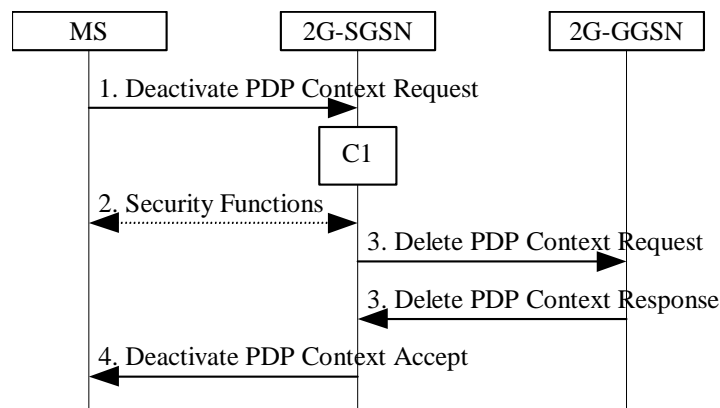 MS
2G-SGSN
2G-GGSN
1. Deactivate PDP Context Request
C1
2. Security Functions
3. Delete PDP Context Request
3. Delete PDP Context Response
4. Deactivate PDP Context Accept